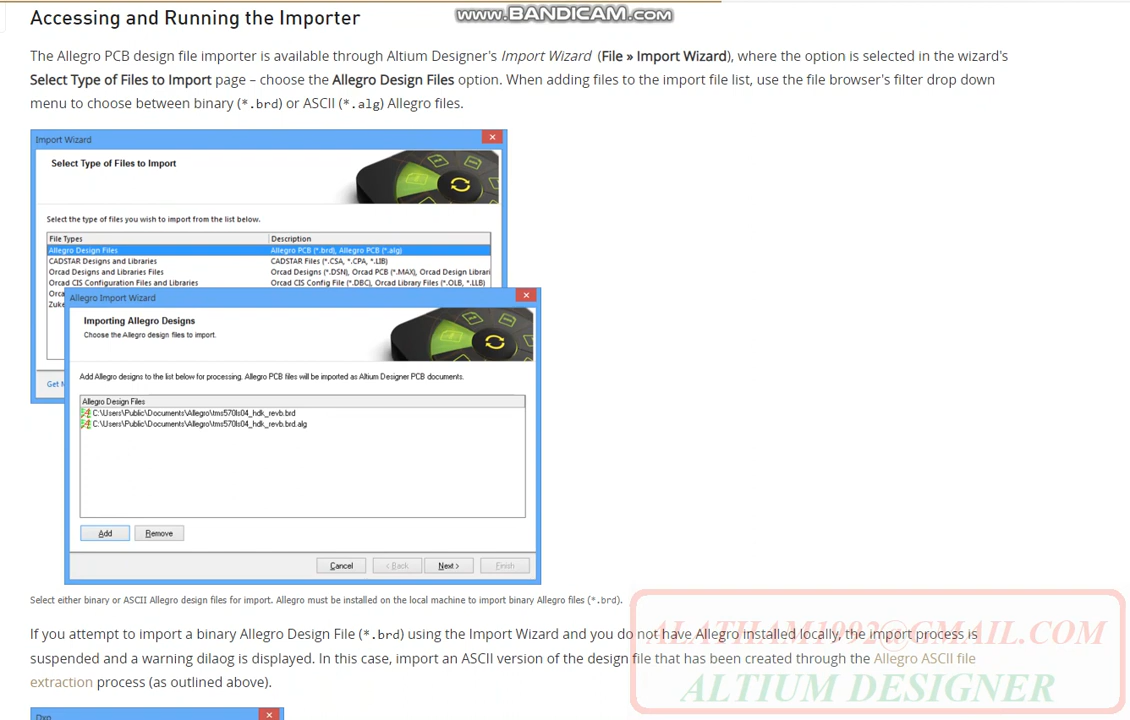 www.BANDICAM.com
Accessing and Running the Importer
The Allegro PCB design file importer is available through Altium Designer's Import Wizard (File » Import Wizard), where the option is selected in the wizard's
Select Type of Files to Import page – choose the Allegro Design Files option. When adding files to the import file list, use the file browser's filter drop down
menu to choose between binary (*.brd) or ASCII (*.alg) Allegro files.
Import Wizard
Select Type of Files to Import
Select the type of files you wish to import from the list below.
File Types Description
Allegro Design Files Allegro PCB (*.brd), Allegro PCB (*.alg)
CADSTAR Designs and Libraries CADSTAR Files (*.CSA, *.CPA, *.LIB)
Orcad Designs and Libraries Files Orcad Designs (*.DSN), Orcad PCB (*.MAX), Orcad Design Librari
Orcad CIS Configuration Files and Libraries Orcad CIS Config File (*.DBC), Orcad Library Files (*.OLB, *.LLB)
Orca
Zuke
Get
Allegro Import Wizard
Importing Allegro Designs
Choose the Allegro design files to import.
Add Allegro designs to the list below for processing. Allegro PCB files will be imported as Altium Designer PCB documents.
Allegro Design Files
C:\Users\Public\Documents\Allegro\tms570ls04_hdk_revb.brd
C:\Users\Public\Documents\Allegro\tms570ls04_hdk_revb.brd.alg
Add Remove
Cancel < Back Next > Finish
Select either binary or ASCII Allegro design files for import. Allegro must be installed on the local machine to import binary Allegro files (*.brd).
If you attempt to import a binary Allegro Design File (*.brd) using the Import Wizard and you do not have Allegro installed locally, the import process is
suspended and a warning dilaog is displayed. In this case, import an ASCII version of the design file that has been created through the Allegro ASCII file
extraction process (as outlined above).
ALATHAM1992@GMAIL.COM
ALTIUM DESIGNER